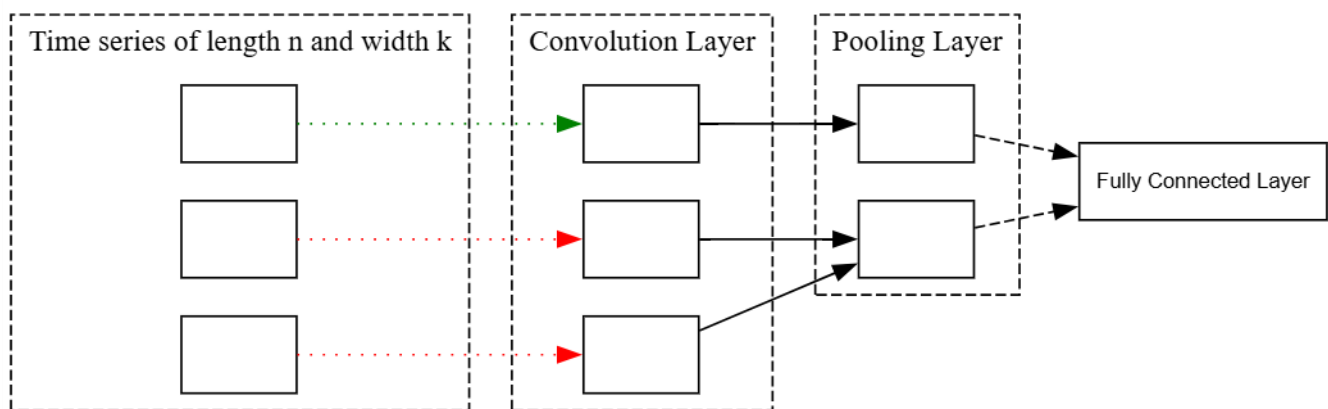 Time series of length n and width k
Convolution Layer
Pooling Layer
Fully Connected Layer